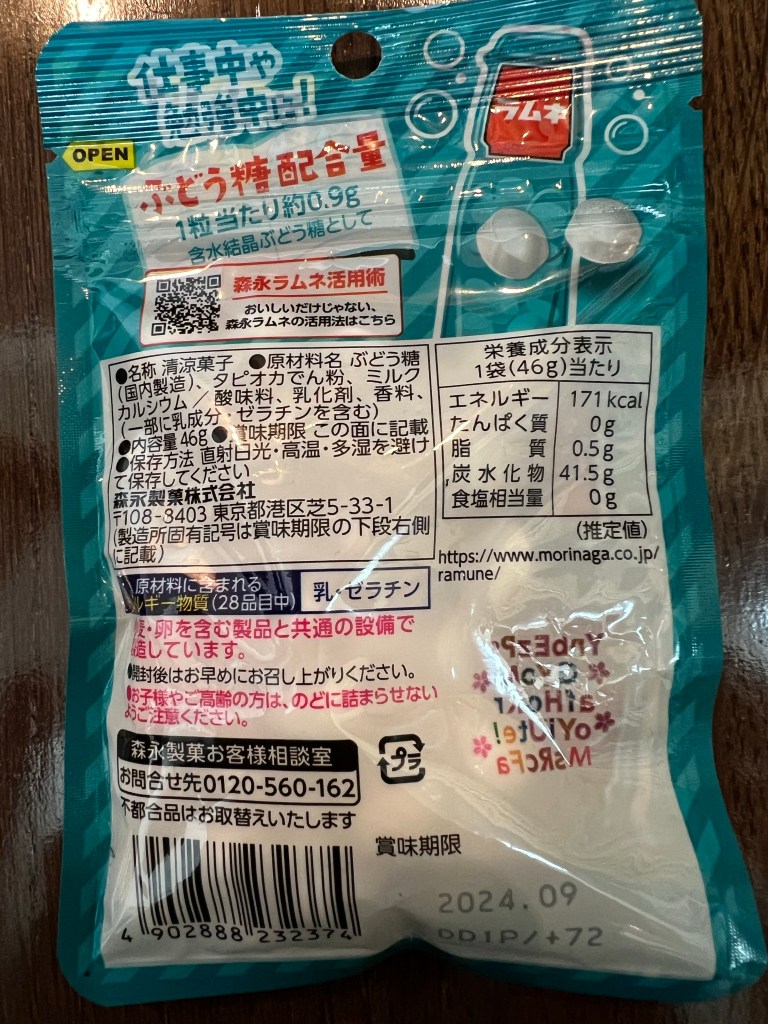 仕事中や
勉強中に!
ラムネ
OPEN
ぶどう糖配合量
1粒当たり約0.9g
含水結晶ぶどう糖として
森永ラムネ活用術
おいしいだけじゃない、
森永ラムネの活用法はこちら
●名称 清涼菓子 ●原材料名 ぶどう糖
(国内製造)、タピオカでん粉、ミルク
カルシウム/酸味料、乳化剤、香料、
(一部に乳成分・ゼラチンを含む)
●内容量 46g ●賞味期限 この面に記載
●保存方法 直射日光・高温・多湿を避け
て保存してください
森永製菓株式会社
〒108-8403 東京都港区芝5-33-1
(製造所固有記号は賞味期限の下段右側
に記載)
栄養成分表示
1袋(46g)当たり
エネルギー 171kcal
たんぱく質 0g
脂質 0.5g
炭水化物 41.5g
食塩相当量 0g
(推定値)
https://www.morinaga.co.jp/
ramune/
原材料に含まれる
ルギー物質(28品目中) 乳・ゼラチン
・卵を含む製品と共通の設備で
造しています。
●開封後はお早めにお召し上がりください。
●お子様やご高齢の方は、のどに詰まらせない
ようご注意ください。
森永製菓お客様相談室
お問合せ先0120-560-162
不都合品はお取替えいたします
プラ
賞味期限
2024.09
DD1P/+72
4 902888 232374